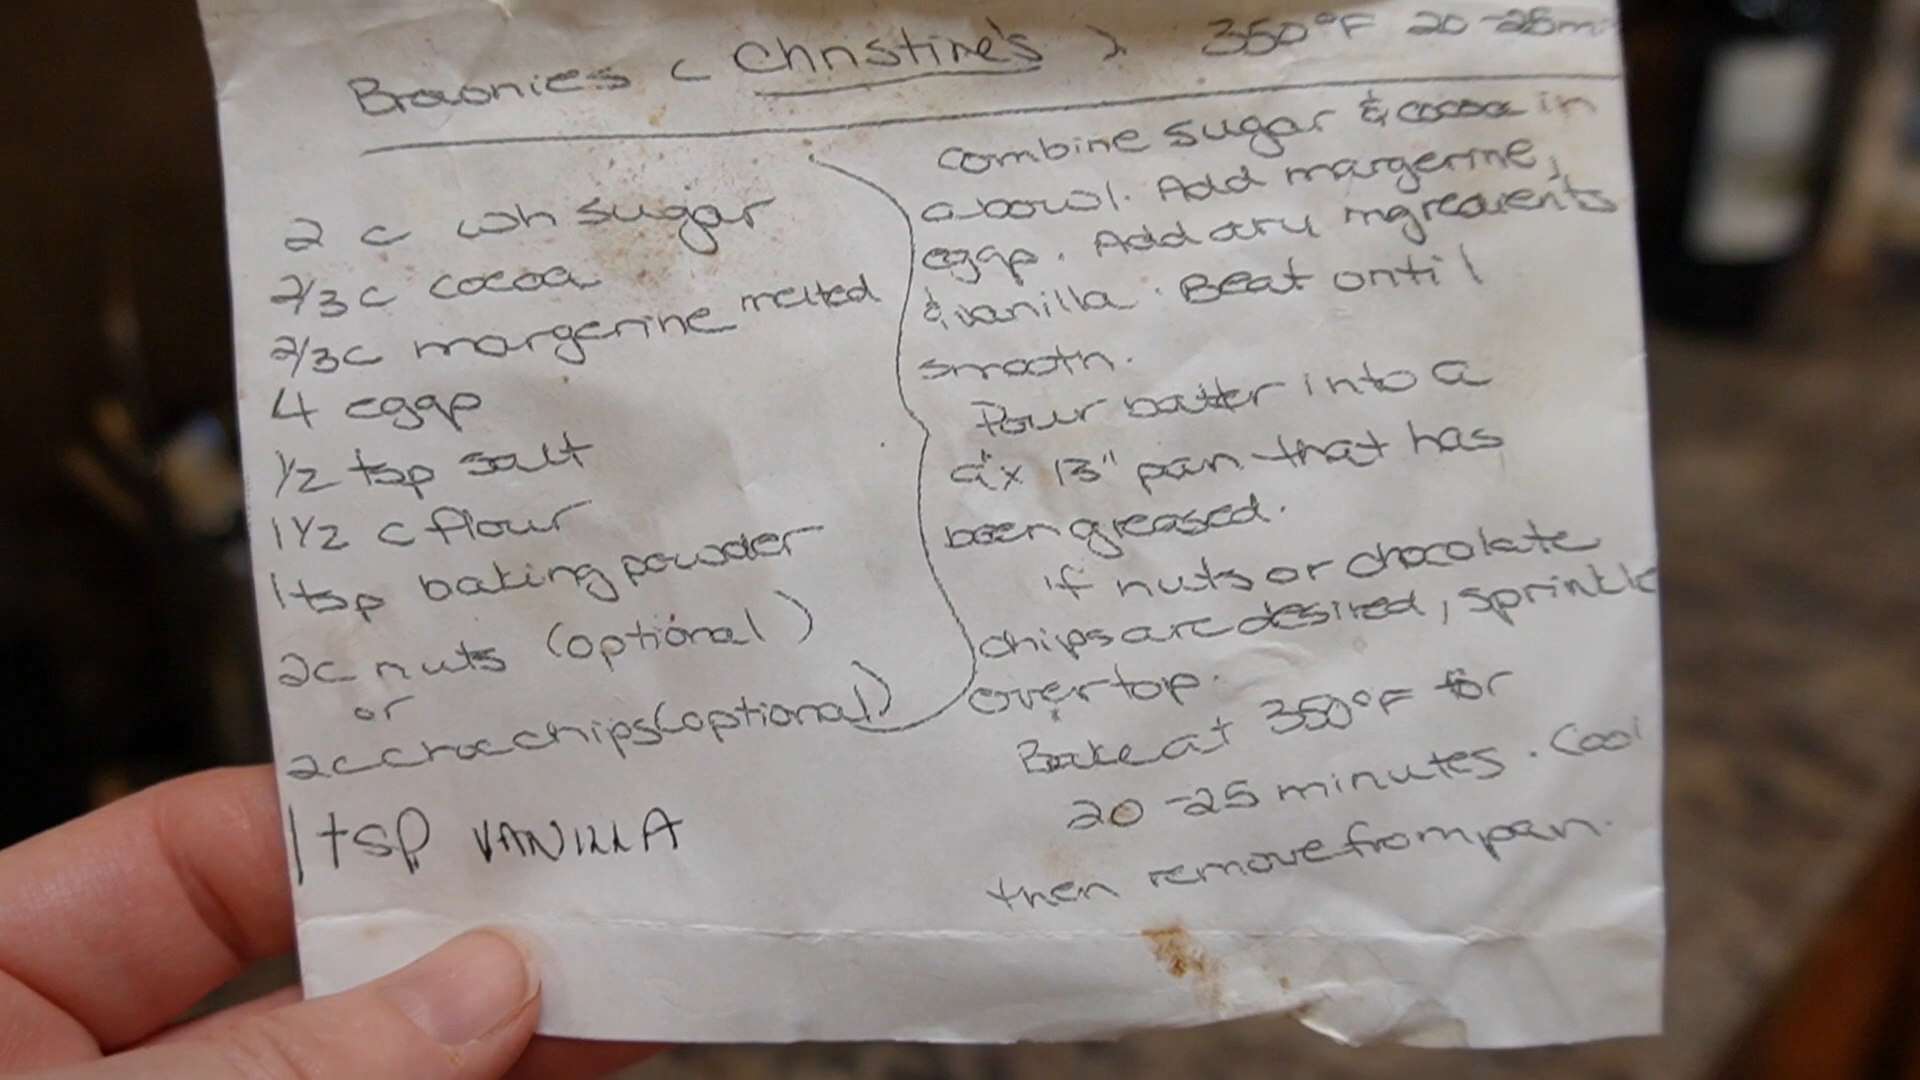 Brownies ( Christine's ) 350°F 20-25m
2 c wh sugar
2/3 c cocoa
2/3 c margerine melted
4 eggs
1/2 tsp salt
1 1/2 c flour
1 tsp baking powder
2c nuts (optional)
or
2c choc chips (optional)
1 tsp VANILLA
Combine sugar & cocoa in
a bowl. Add margerine,
eggs. Add dry ingredients
& vanilla. Beat until
smooth.
Pour batter into a
9" x 13" pan that has
been greased.
If nuts or chocolate
chips are desired, sprinkle
over top.
Bake at 350°F for
20-25 minutes. Cool
then remove from pan.